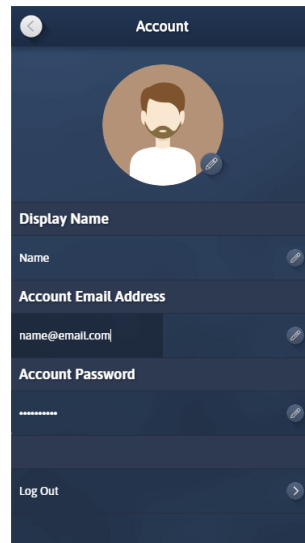 Account
Display Name
Name
Account Email Address
name@email.com
Account Password
••••••••••
Log Out